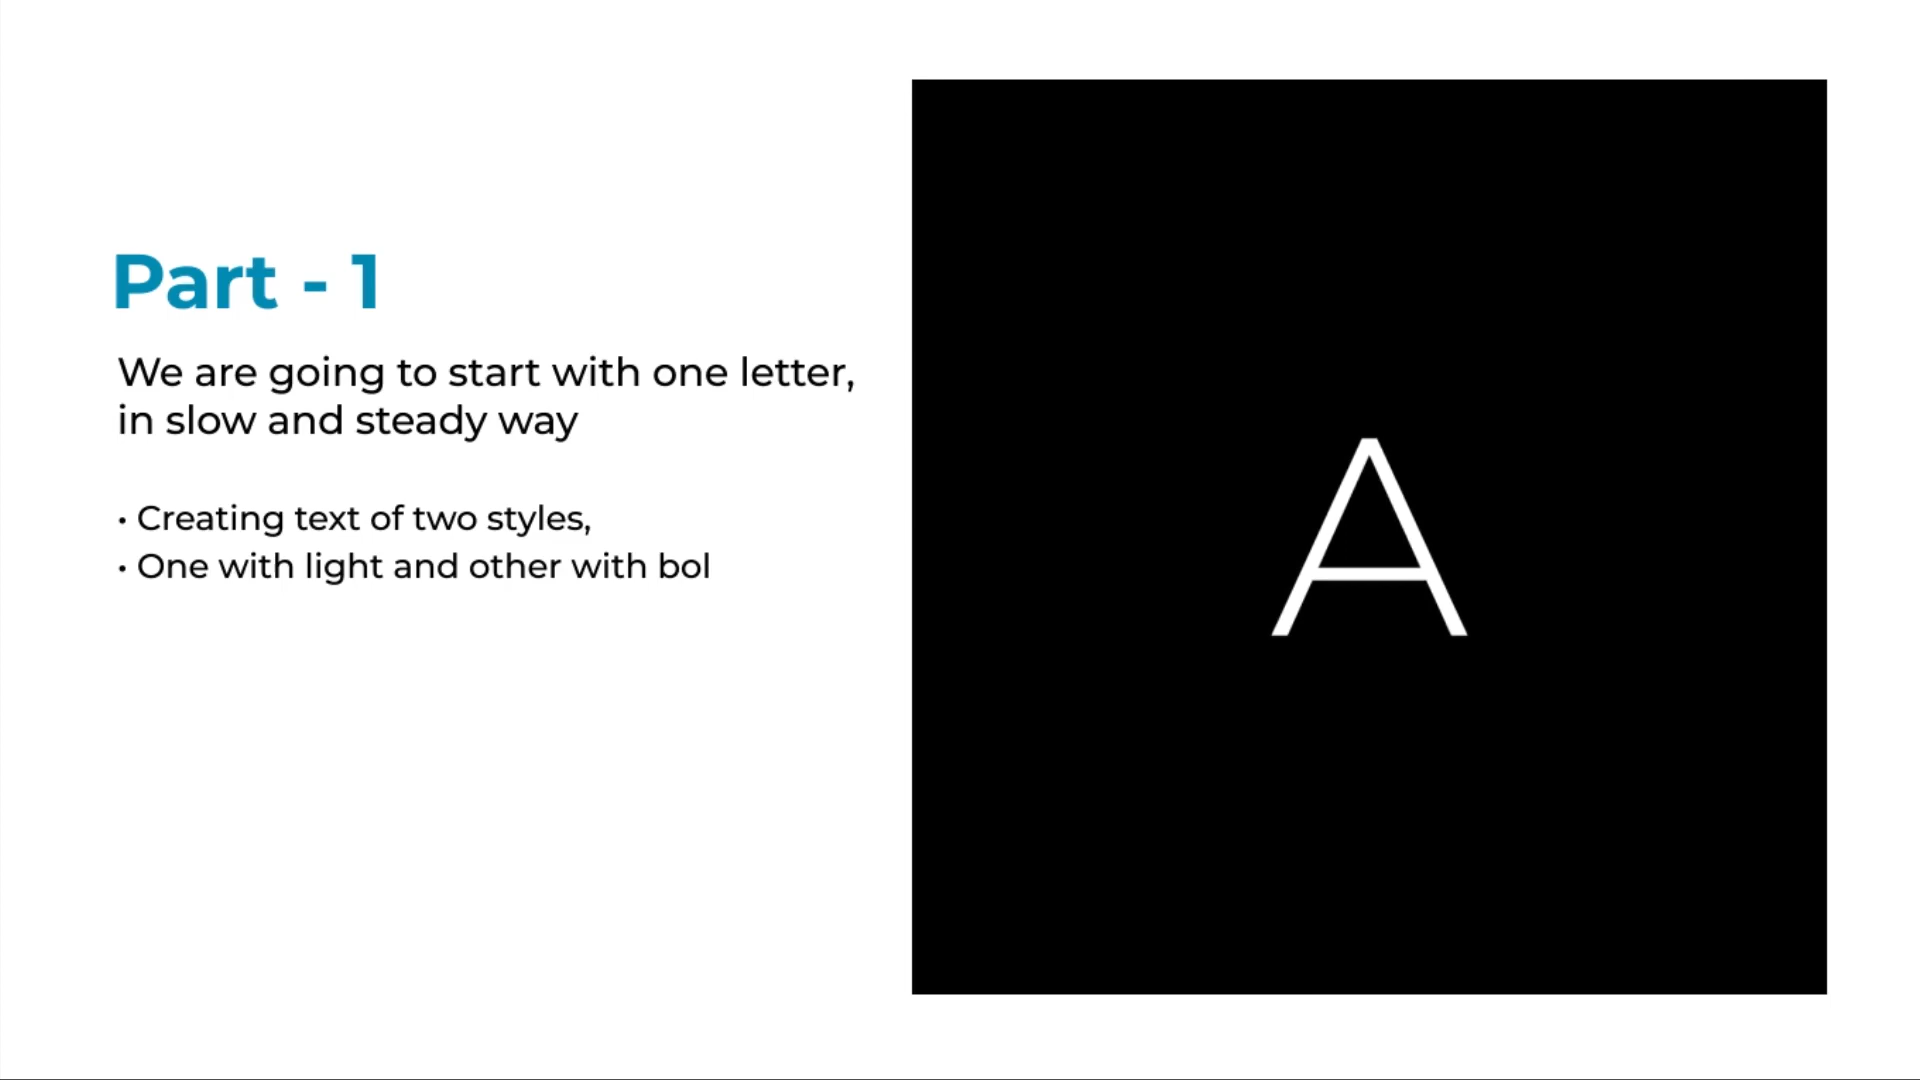 Part - 1
We are going to start with one letter,
in slow and steady way
• Creating text of two styles,
• One with light and other with bol
A